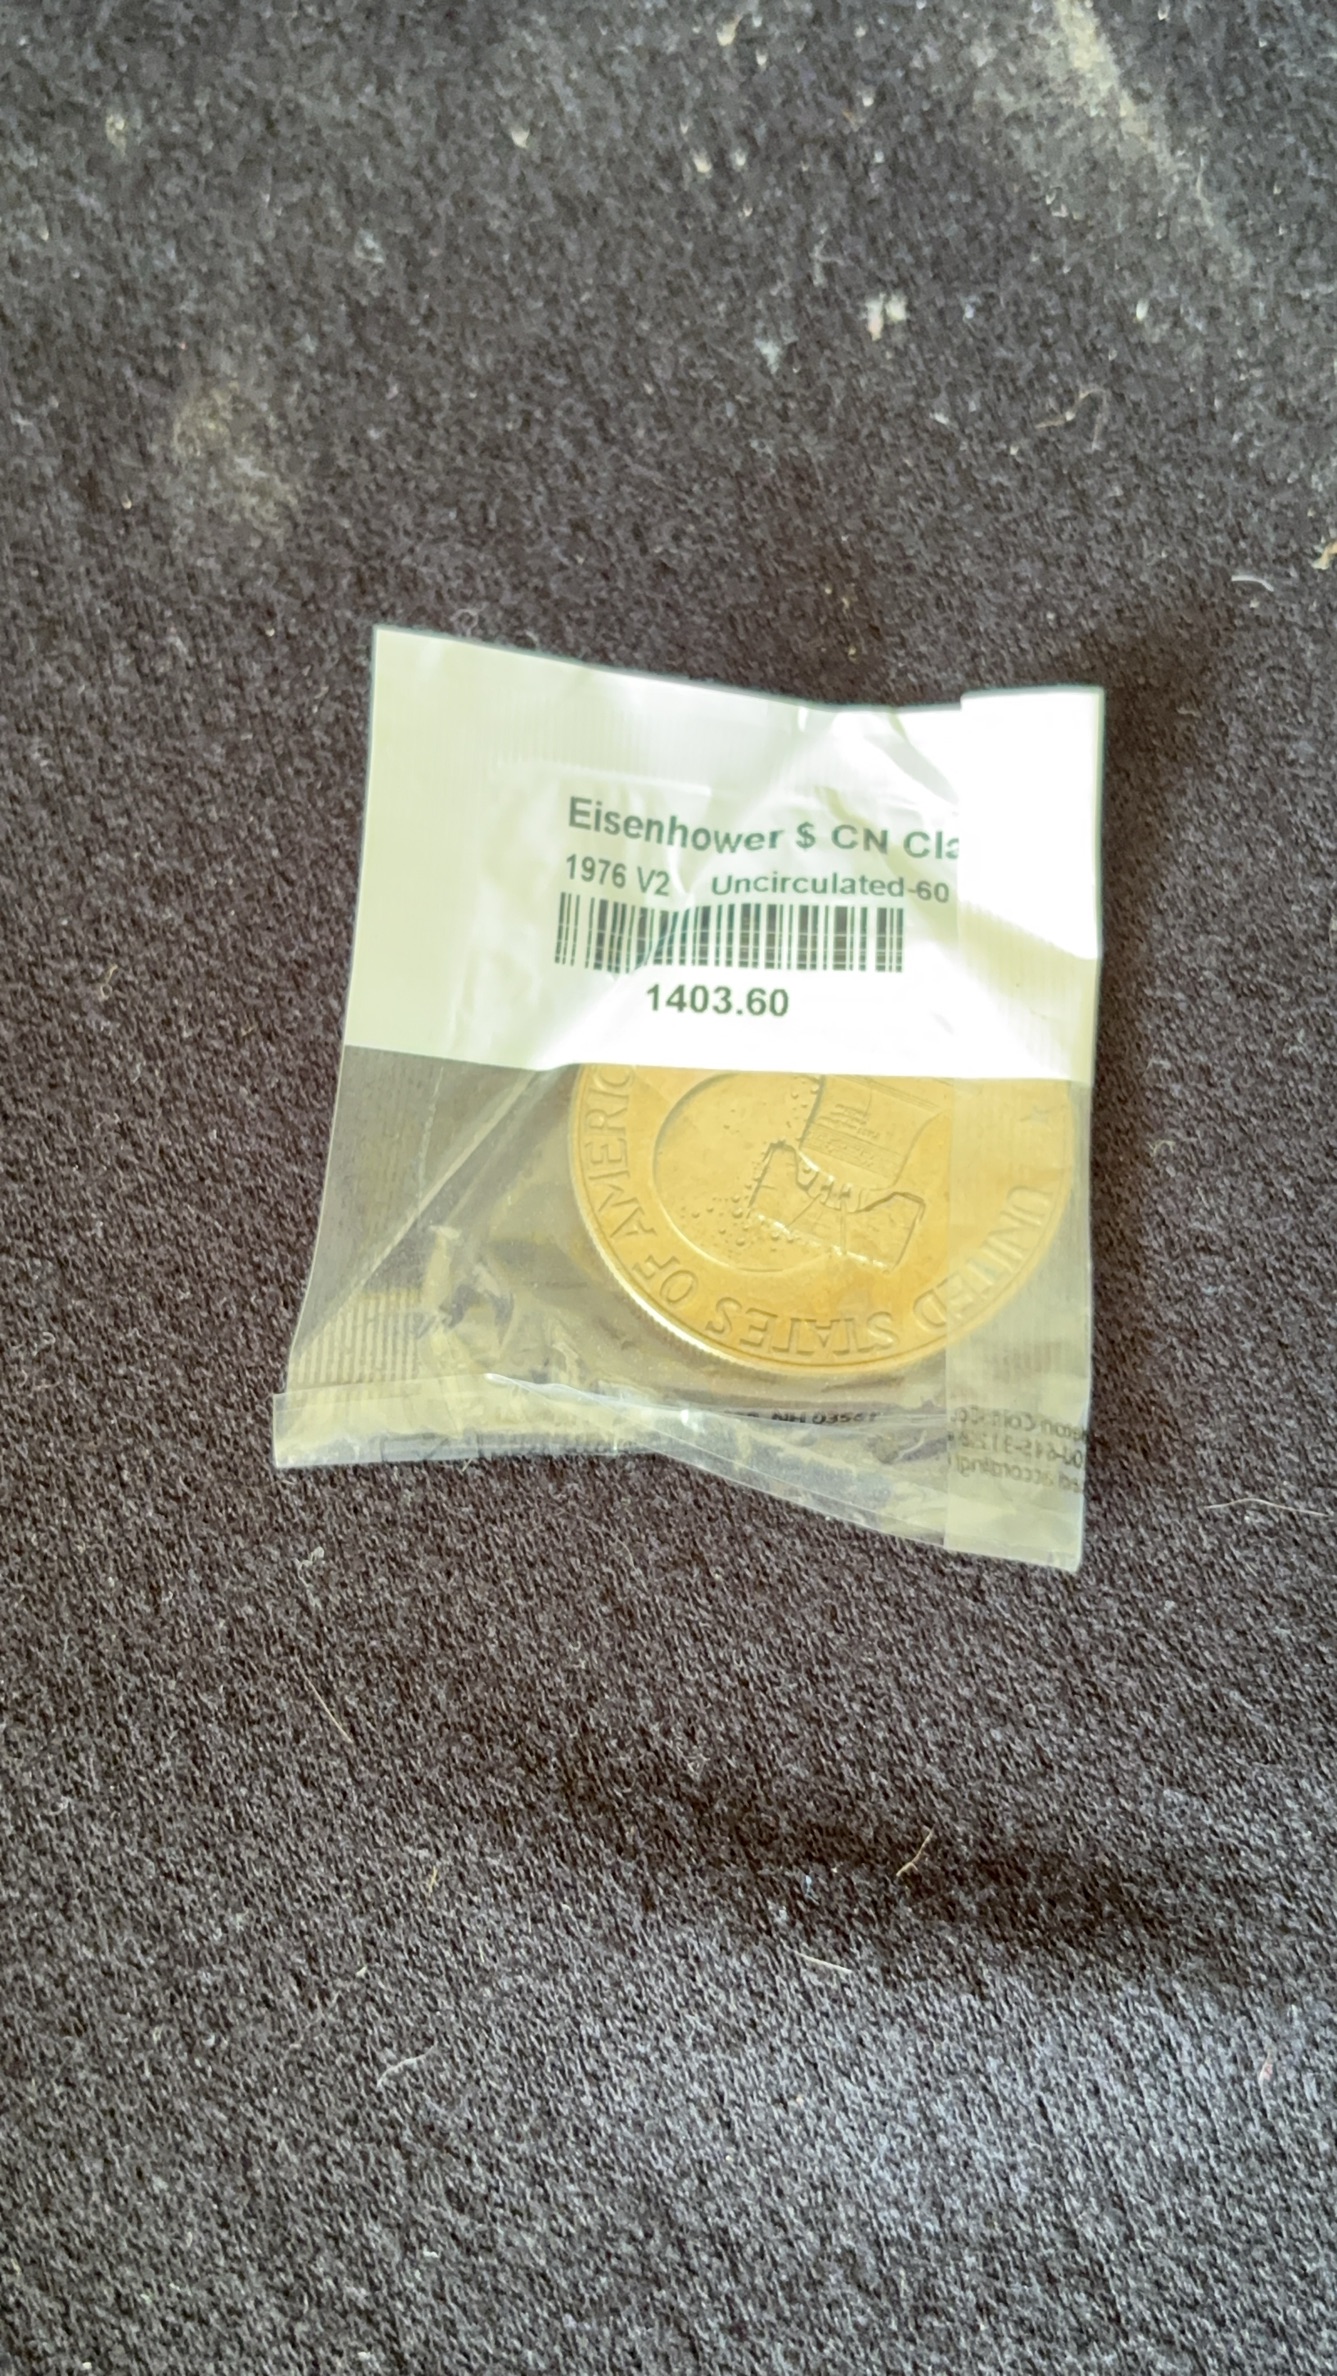 Eisenhower $ CN Cla
1976 V2 Uncirculated-60
1403.60
UNITED STATES OF AMERIC